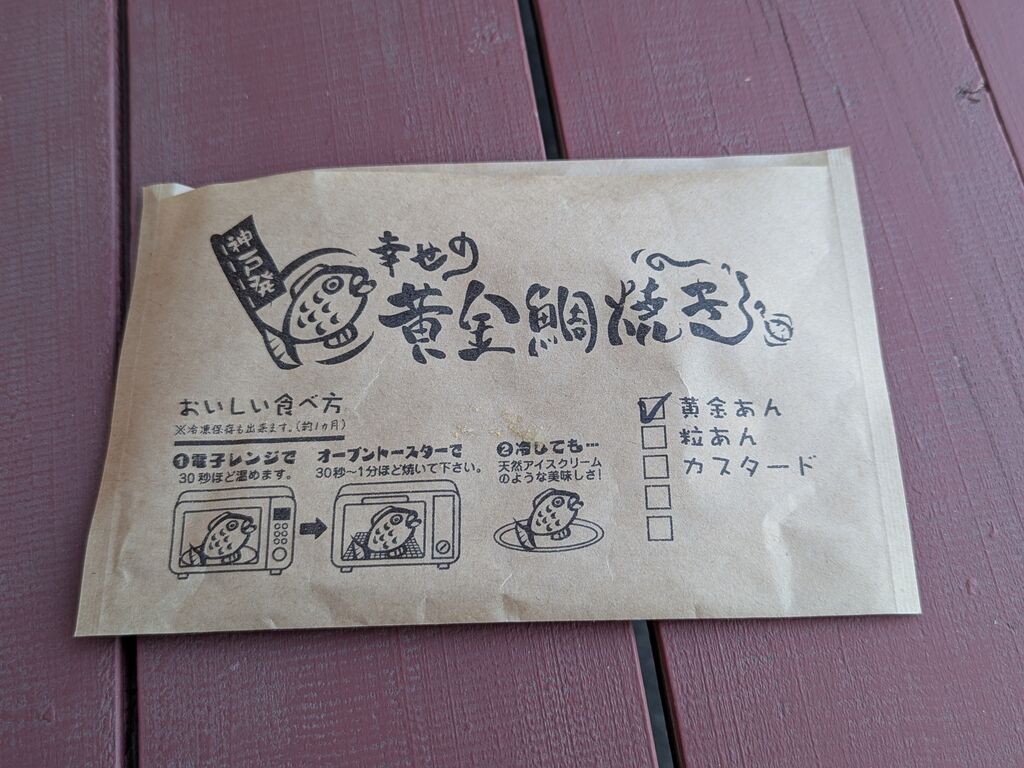 神戸発
幸せの
黄金鯛焼き
おいしい食べ方
※冷凍保存も出来ます。(約1ヵ月)
❶電子レンジで
30秒ほど温めます。
オーブントースターで
30秒〜1分ほど焼いて下さい。
❷冷しても…
天然アイスクリーム
のような美味しさ!
黄金あん
粒あん
カスタード